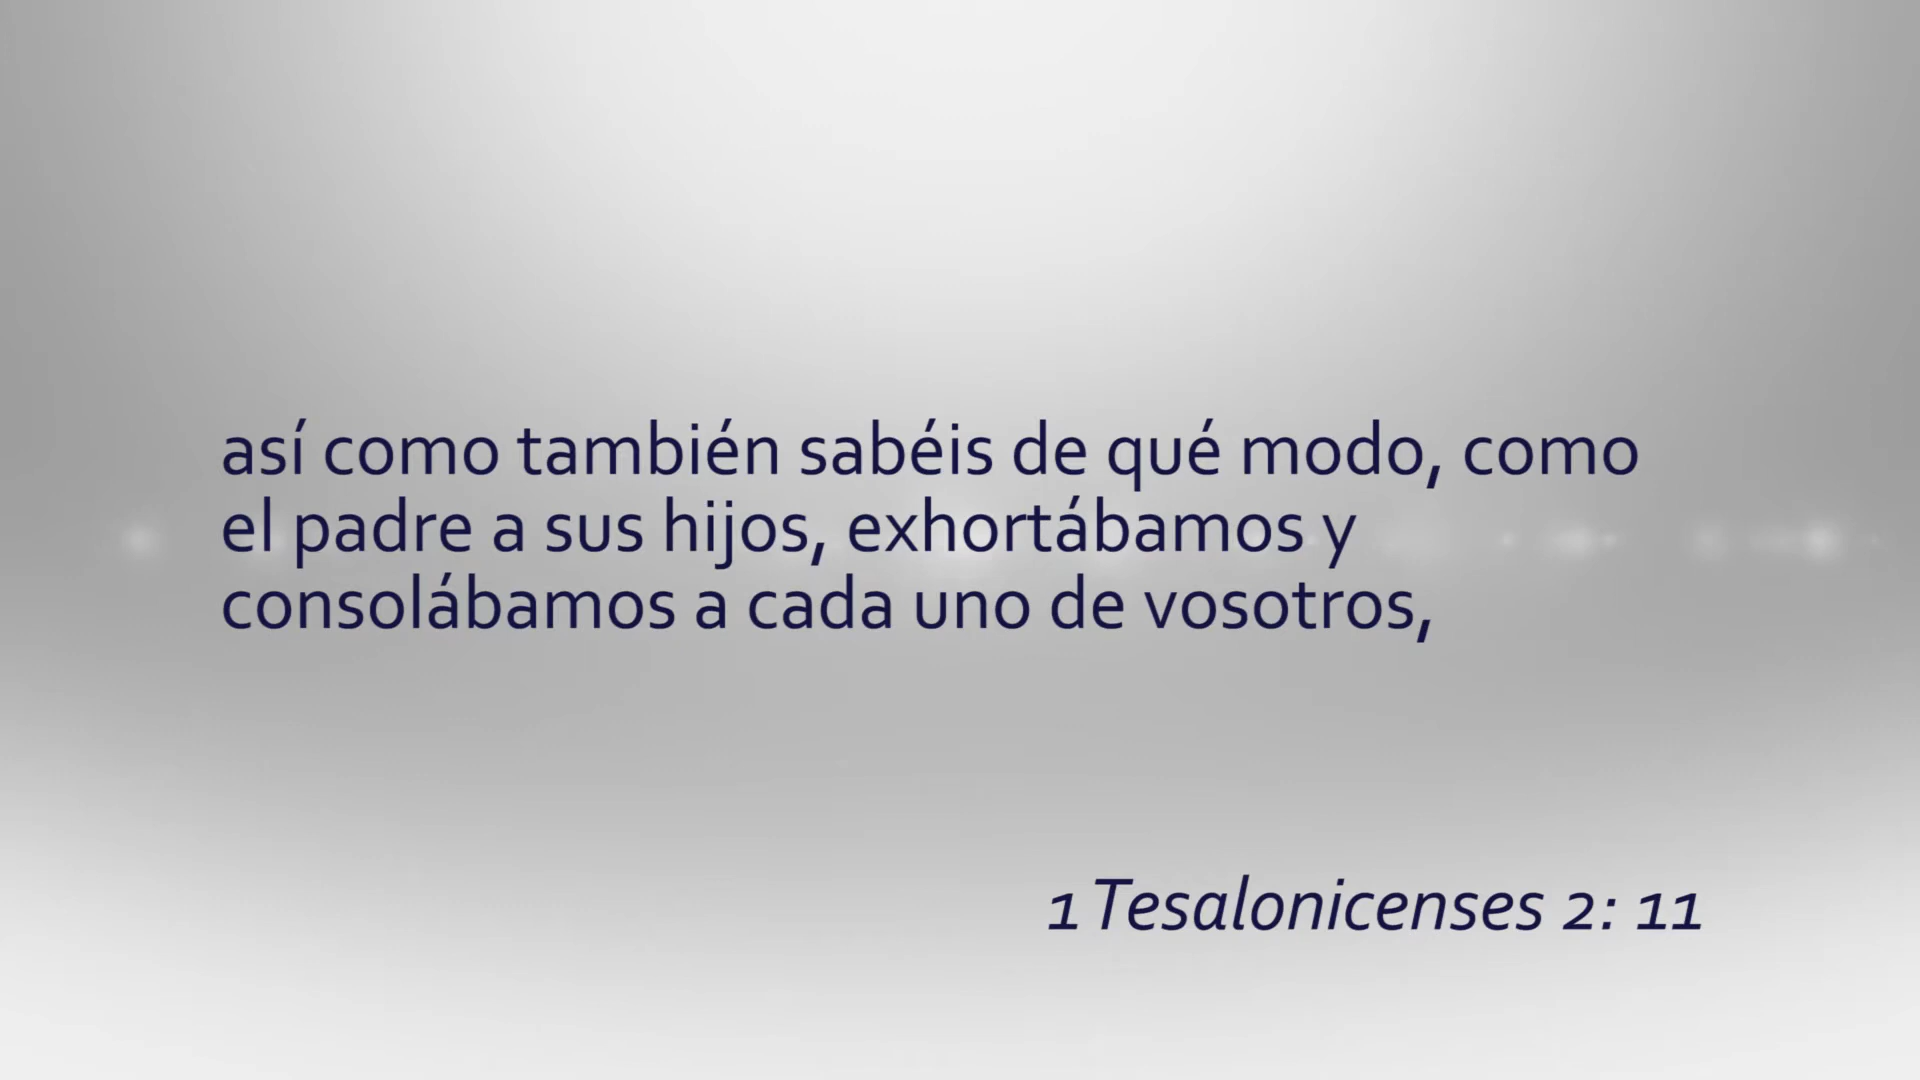 así como también sabéis de qué modo, como
el padre a sus hijos, exhortábamos y
consolábamos a cada uno de vosotros,
1 Tesalonicenses 2: 11